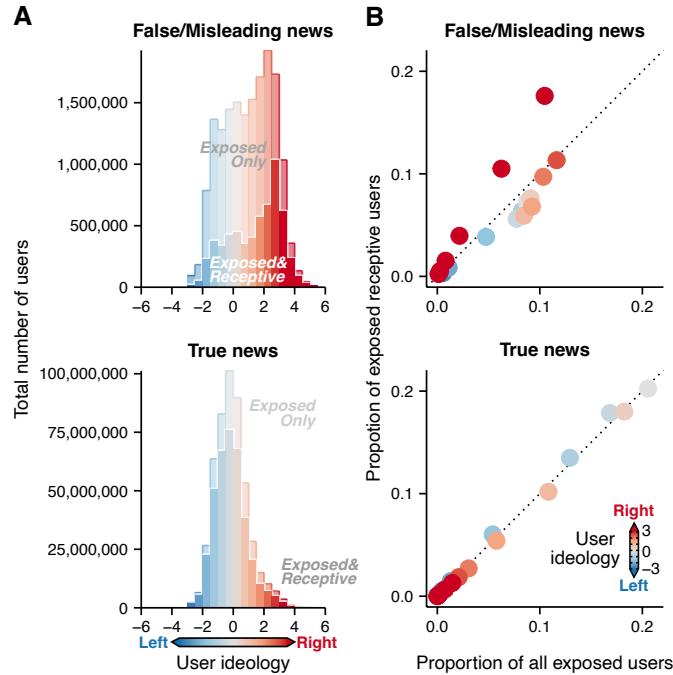 A
False/Misleading news
Total number of users
1,500,000
1,000,000
500,000
0
Exposed
Only
Exposed&
Receptive
−6 −4 −2 0 2 4 6
True news
100,000,000
75,000,000
50,000,000
25,000,000
0
Exposed
Only
Exposed&
Receptive
−6 −4 −2 0 2 4 6
Left Right
User ideology
B
False/Misleading news
Propotion of exposed receptive users
0.2
0.1
0.0
0.0 0.1 0.2
True news
0.2
0.1
0.0
Right
User
ideology
3
0
−3
Left
0.0 0.1 0.2
Proportion of all exposed users